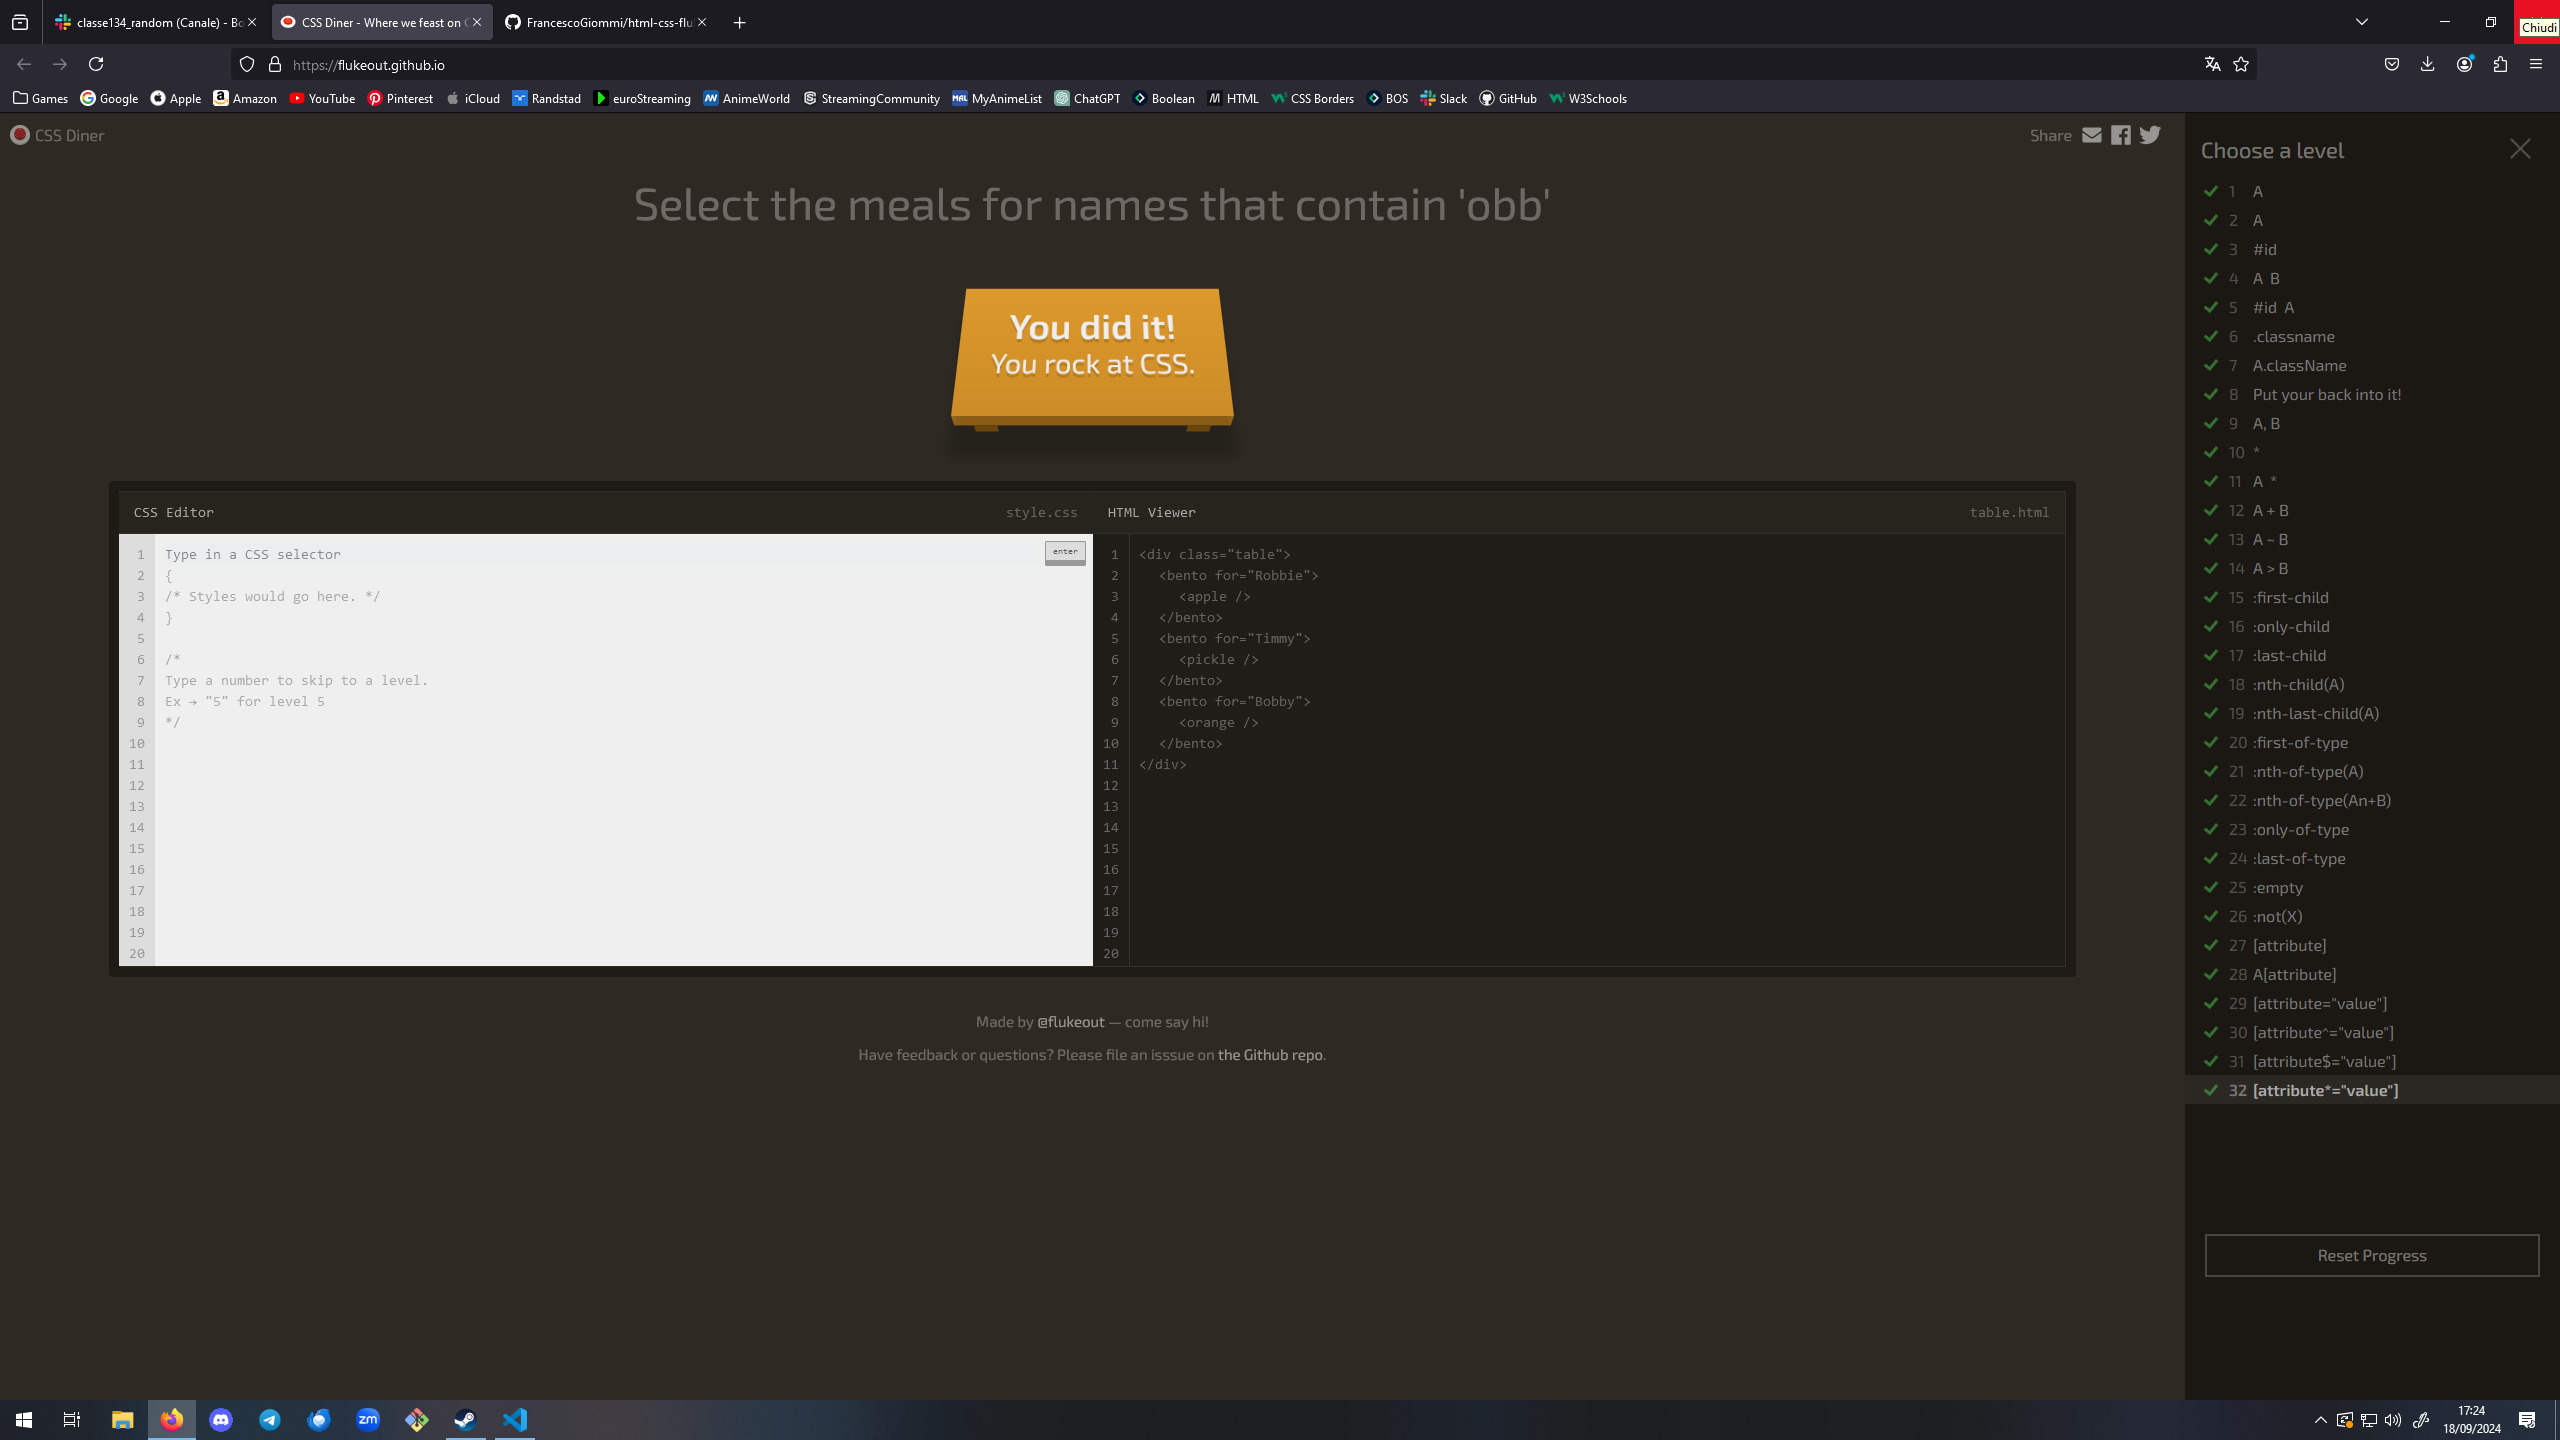 classe134_random (Canale) - Bo
CSS Diner - Where we feast on C
FrancescoGiommi/html-css-flu
Chiudi
https://flukeout.github.io
Games Google Apple Amazon YouTube Pinterest iCloud Randstad euroStreaming AnimeWorld StreamingCommunity MyAnimeList ChatGPT Boolean HTML CSS Borders BOS Slack GitHub W3Schools
CSS Diner
Share
Select the meals for names that contain 'obb'
You did it!
You rock at CSS.
CSS Editor
style.css
1 Type in a CSS selector
enter
2 {
3 /* Styles would go here. */
4 }
5
6 /*
7 Type a number to skip to a level.
8 Ex → "5" for level 5
9 */
10
11
12
13
14
15
16
17
18
19
20
HTML Viewer
table.html
1 <div class="table">
2 <bento for="Robbie">
3 <apple />
4 </bento>
5 <bento for="Timmy">
6 <pickle />
7 </bento>
8 <bento for="Bobby">
9 <orange />
10 </bento>
11 </div>
12
13
14
15
16
17
18
19
20
Made by @flukeout — come say hi!
Have feedback or questions? Please file an isssue on the Github repo.
Choose a level
1 A
2 A
3 #id
4 A B
5 #id A
6 .classname
7 A.className
8 Put your back into it!
9 A, B
10 *
11 A *
12 A + B
13 A ~ B
14 A > B
15 :first-child
16 :only-child
17 :last-child
18 :nth-child(A)
19 :nth-last-child(A)
20 :first-of-type
21 :nth-of-type(A)
22 :nth-of-type(An+B)
23 :only-of-type
24 :last-of-type
25 :empty
26 :not(X)
27 [attribute]
28 A[attribute]
29 [attribute="value"]
30 [attribute^="value"]
31 [attribute$="value"]
32 [attribute*="value"]
Reset Progress
zm
17:24
18/09/2024